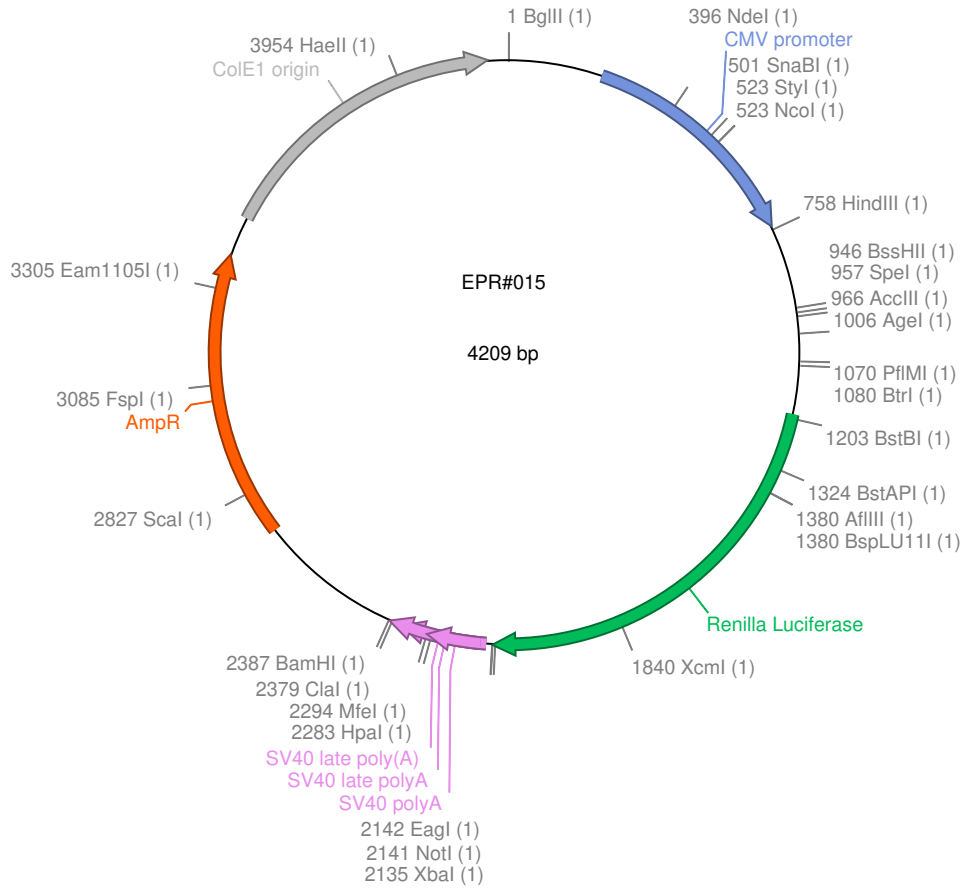 1 BglII (1)
396 NdeI (1)
CMV promoter
501 SnaBI (1)
523 StyI (1)
523 NcoI (1)
758 HindIII (1)
946 BssHII (1)
957 SpeI (1)
966 AccIII (1)
1006 AgeI (1)
1070 PflMI (1)
1080 BtrI (1)
1203 BstBI (1)
1324 BstAPI (1)
1380 AflIII (1)
1380 BspLU11I (1)
Renilla Luciferase
1840 XcmI (1)
2135 XbaI (1)
2141 NotI (1)
2142 EagI (1)
SV40 polyA
SV40 late polyA
SV40 late poly(A)
2283 HpaI (1)
2294 MfeI (1)
2379 ClaI (1)
2387 BamHI (1)
2827 ScaI (1)
AmpR
3085 FspI (1)
3305 Eam1105I (1)
ColE1 origin
3954 HaeII (1)
EPR#015
4209 bp